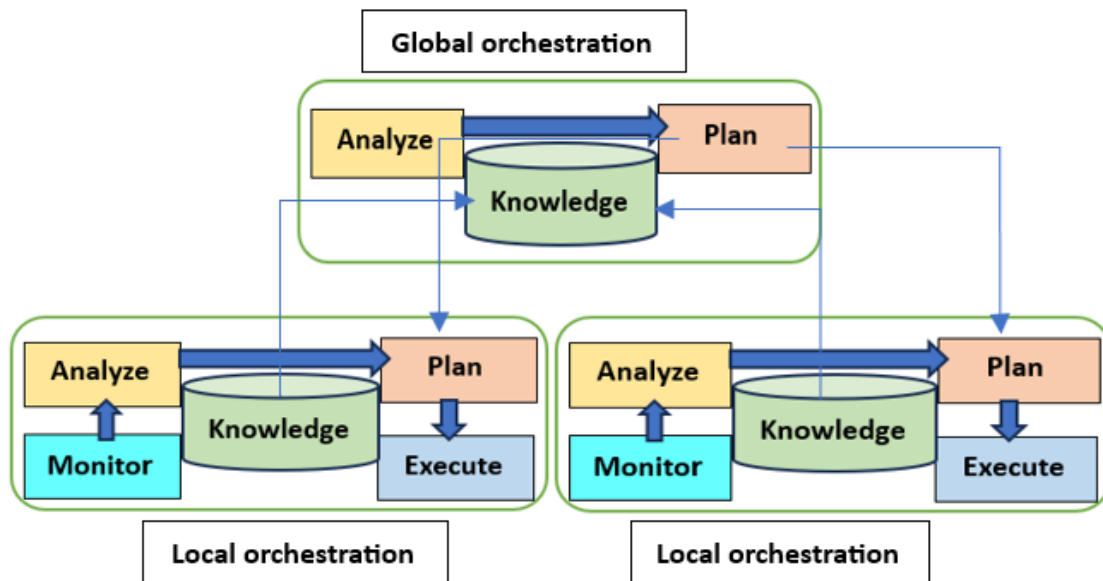 Global orchestration
Analyze
Plan
Knowledge
Analyze
Plan
Knowledge
Monitor
Execute
Analyze
Plan
Knowledge
Monitor
Execute
Local orchestration
Local orchestration